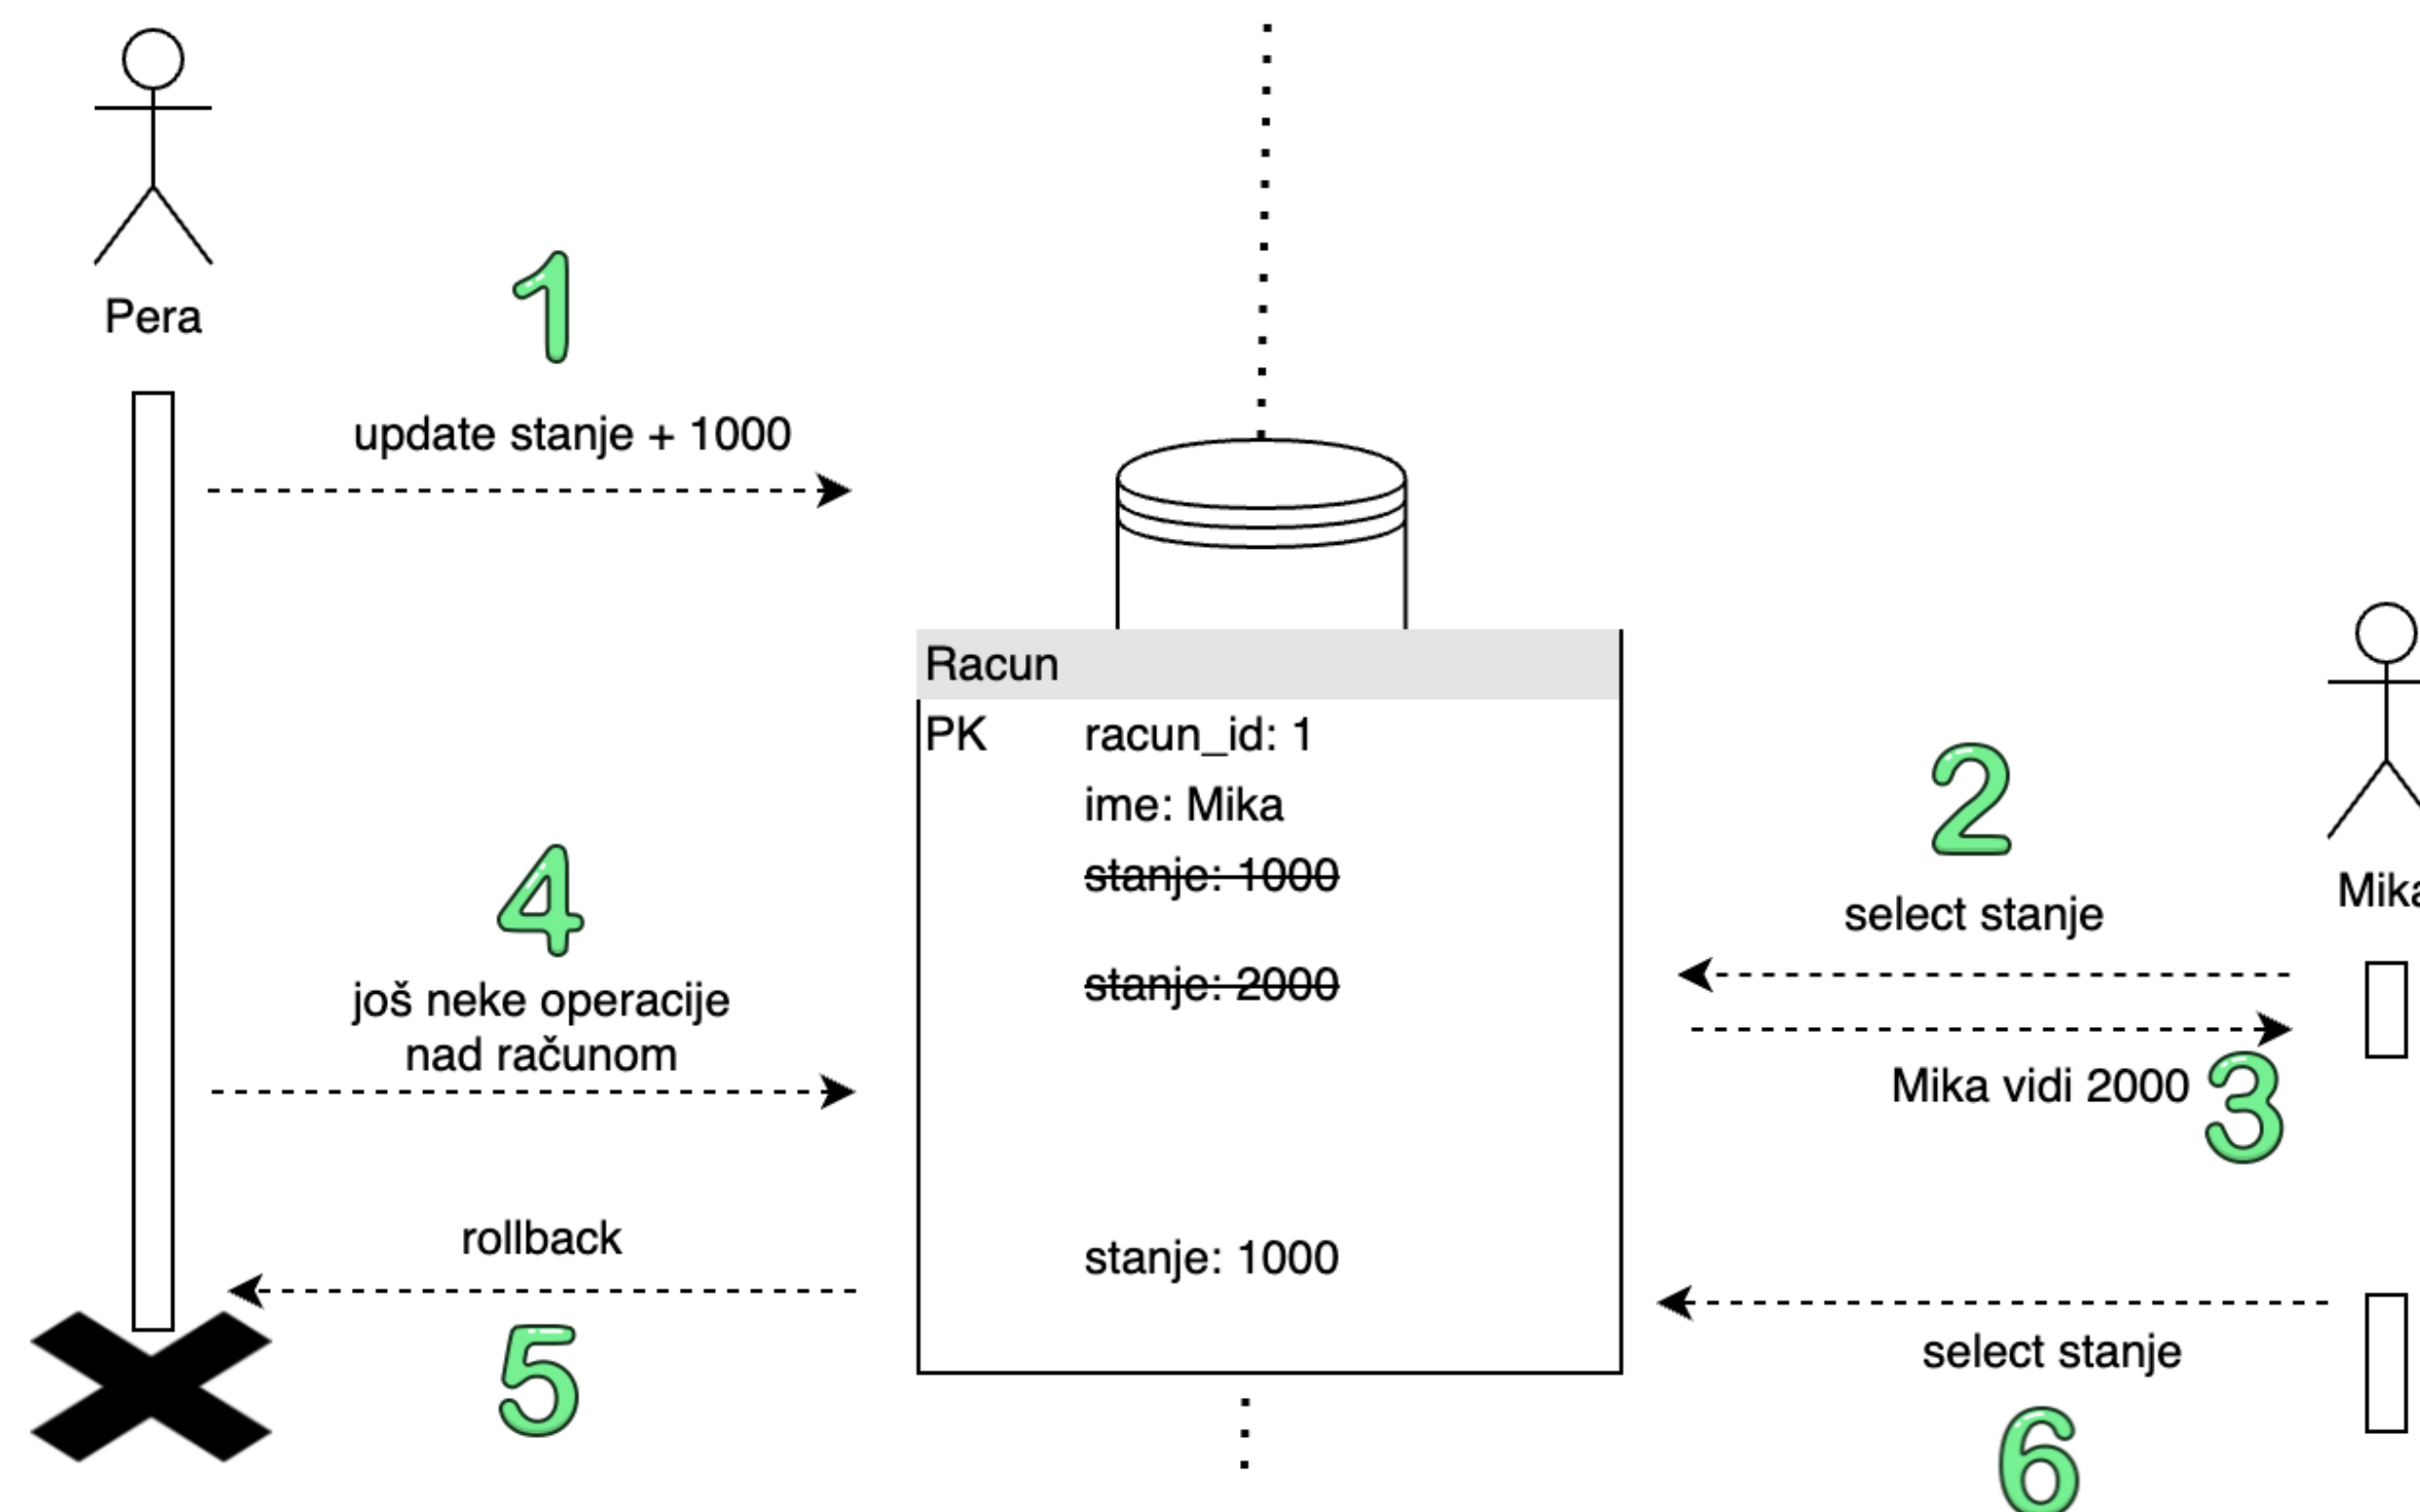 Pera
1
update stanje + 1000
Racun
PK racun_id: 1
ime: Mika
stanje: 1000
stanje: 2000
stanje: 1000
2
select stanje
Mika
Mika vidi 2000
3
4
još neke operacije
nad računom
rollback
5
select stanje
6